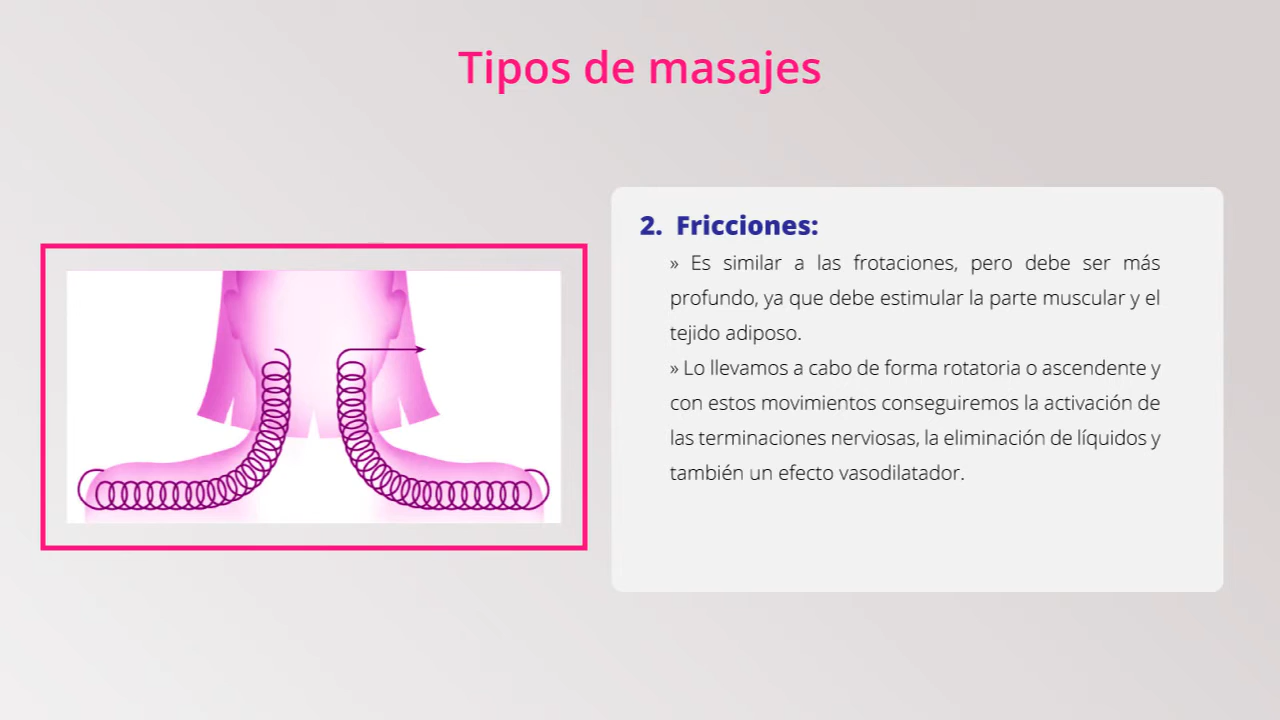 Tipos de masajes
2. Fricciones:
» Es similar a las frotaciones, pero debe ser más
profundo, ya que debe estimular la parte muscular y el
tejido adiposo.
» Lo llevamos a cabo de forma rotatoria o ascendente y
con estos movimientos conseguiremos la activación de
las terminaciones nerviosas, la eliminación de líquidos y
también un efecto vasodilatador.